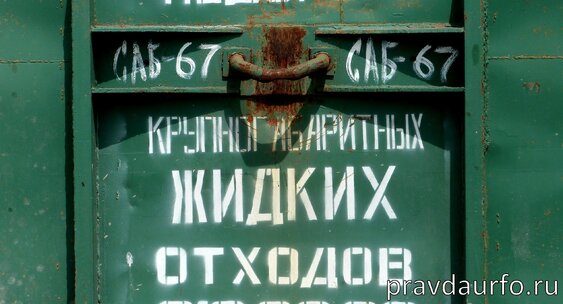 САБ-67 САБ-67
КРУПНОГАБАРИТНЫХ
ЖИДКИХ
ОТХОДОВ
pravdaurfo.ru